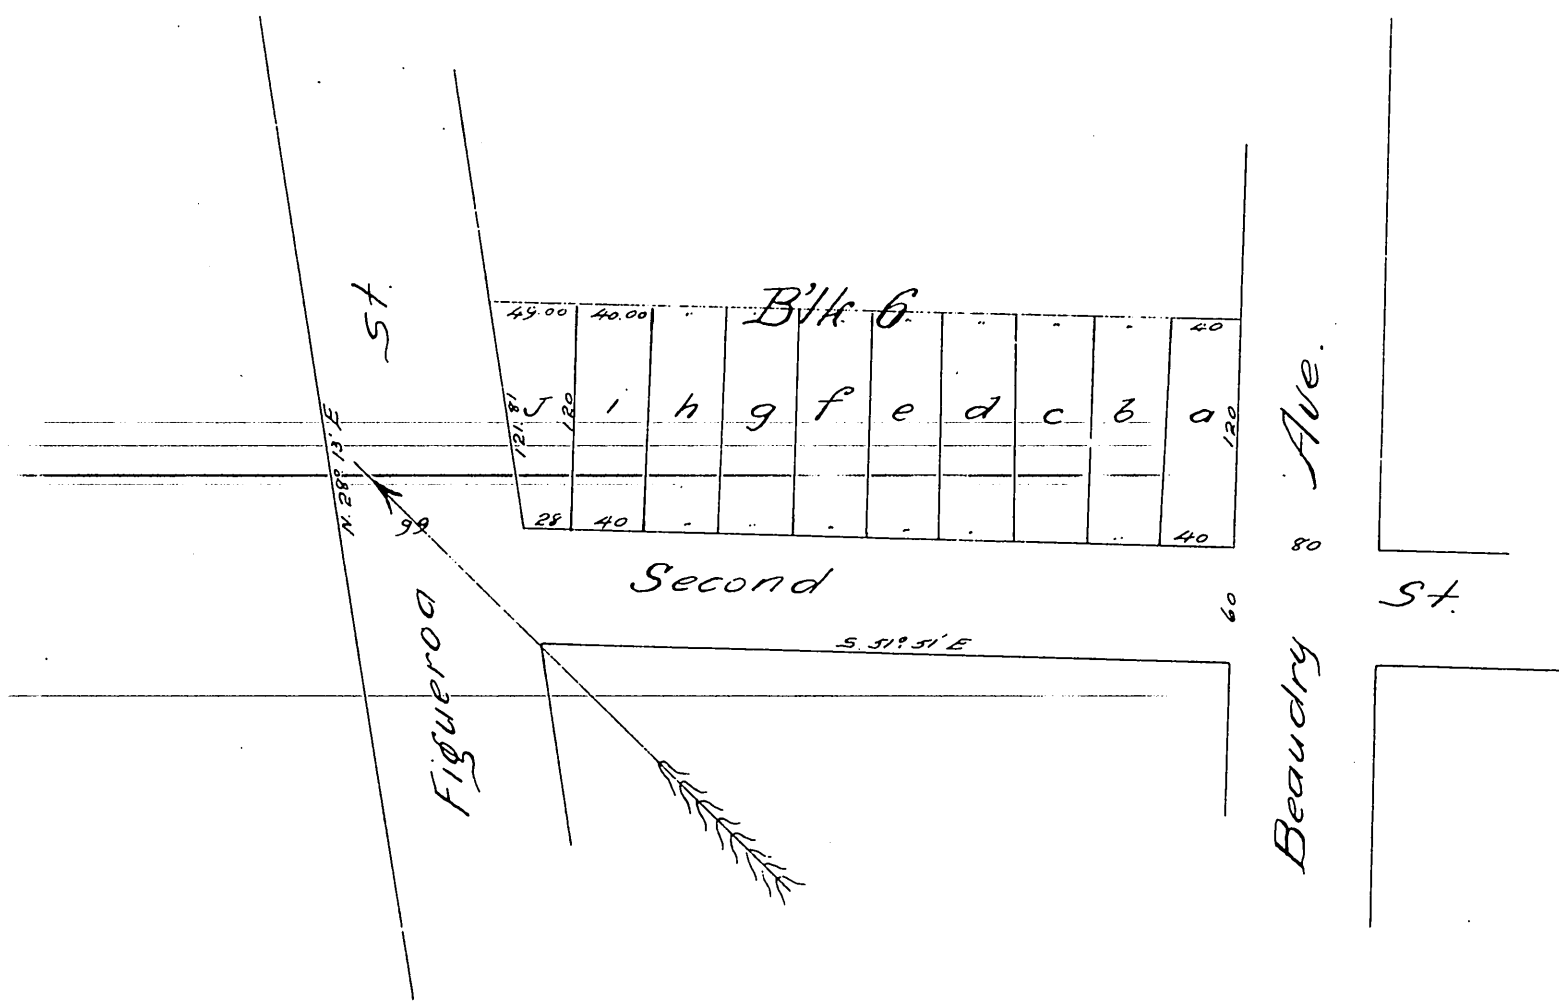 St.
B'lk 6
49.00 40.00 " " " " " " 40
J i h g f e d c b a
121.81 120 120
N. 28° 13' E
99
28 40 " " " " " " " 40
80
Second St.
60
S. 51° 51' E
Figueroa
Beaudry Ave.